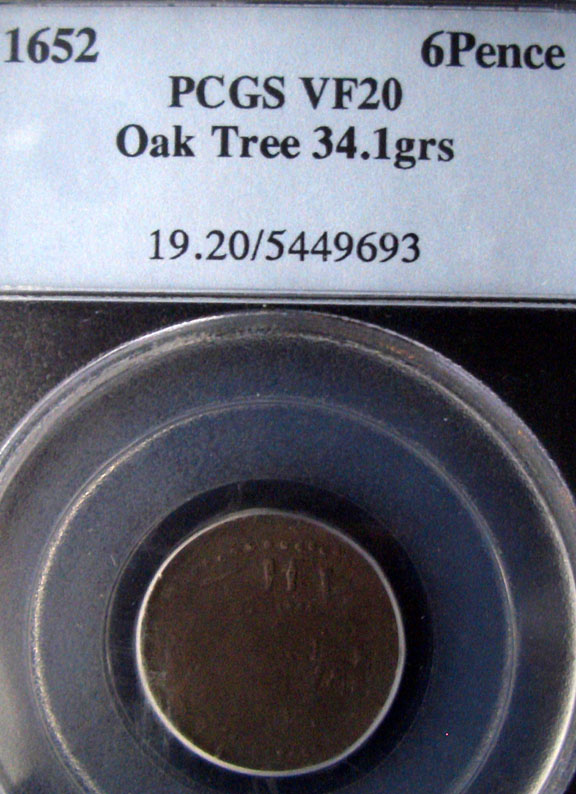 1652 6Pence
PCGS VF20
Oak Tree 34.1grs
19.20/5449693